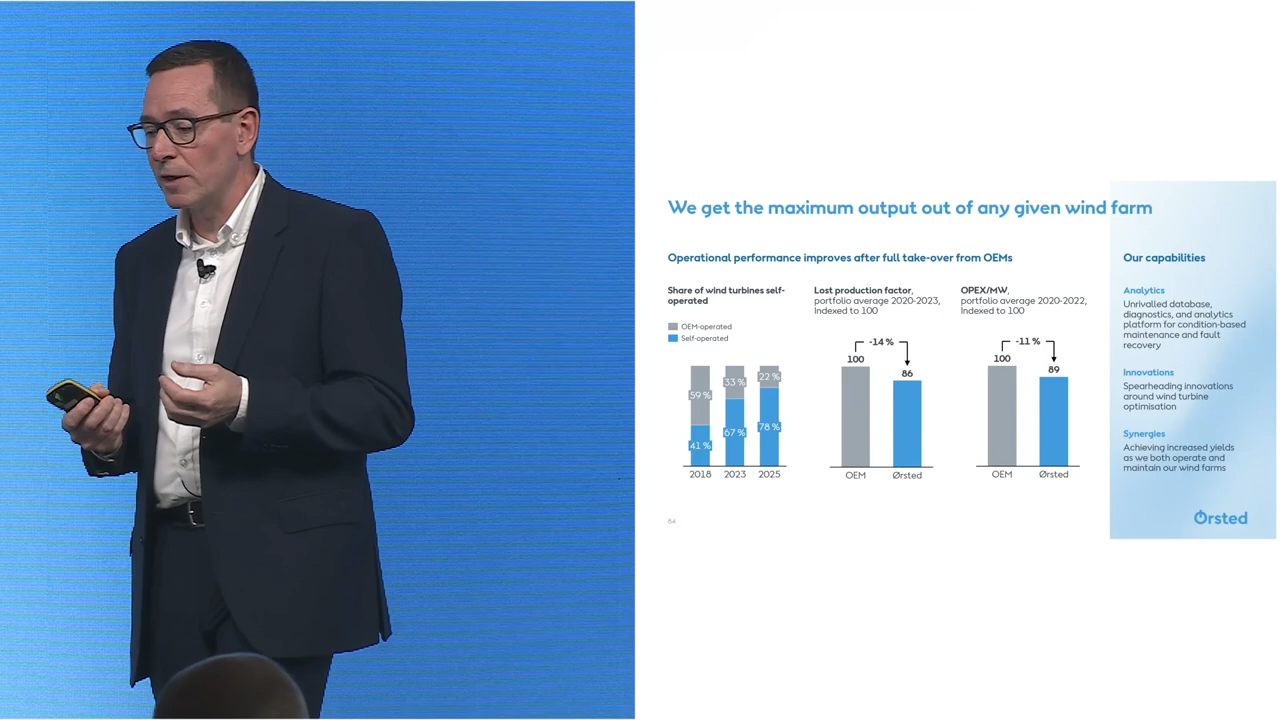 We get the maximum output out of any given wind farm
Operational performance improves after full take-over from OEMs
Share of wind turbines self-
operated
OEM-operated
Self-operated
59 %
41 %
33 %
67 %
22 %
78 %
2018 2023 2025
Lost production factor,
portfolio average 2020-2023,
Indexed to 100
-14 %
100
86
OEM Ørsted
OPEX/MW,
portfolio average 2020-2022,
Indexed to 100
-11 %
100
89
OEM Ørsted
Our capabilities
Analytics
Unrivalled database,
diagnostics, and analytics
platform for condition-based
maintenance and fault
recovery
Innovations
Spearheading innovations
around wind turbine
optimisation
Synergies
Achieving increased yields
as we both operate and
maintain our wind farms
Ørsted
84